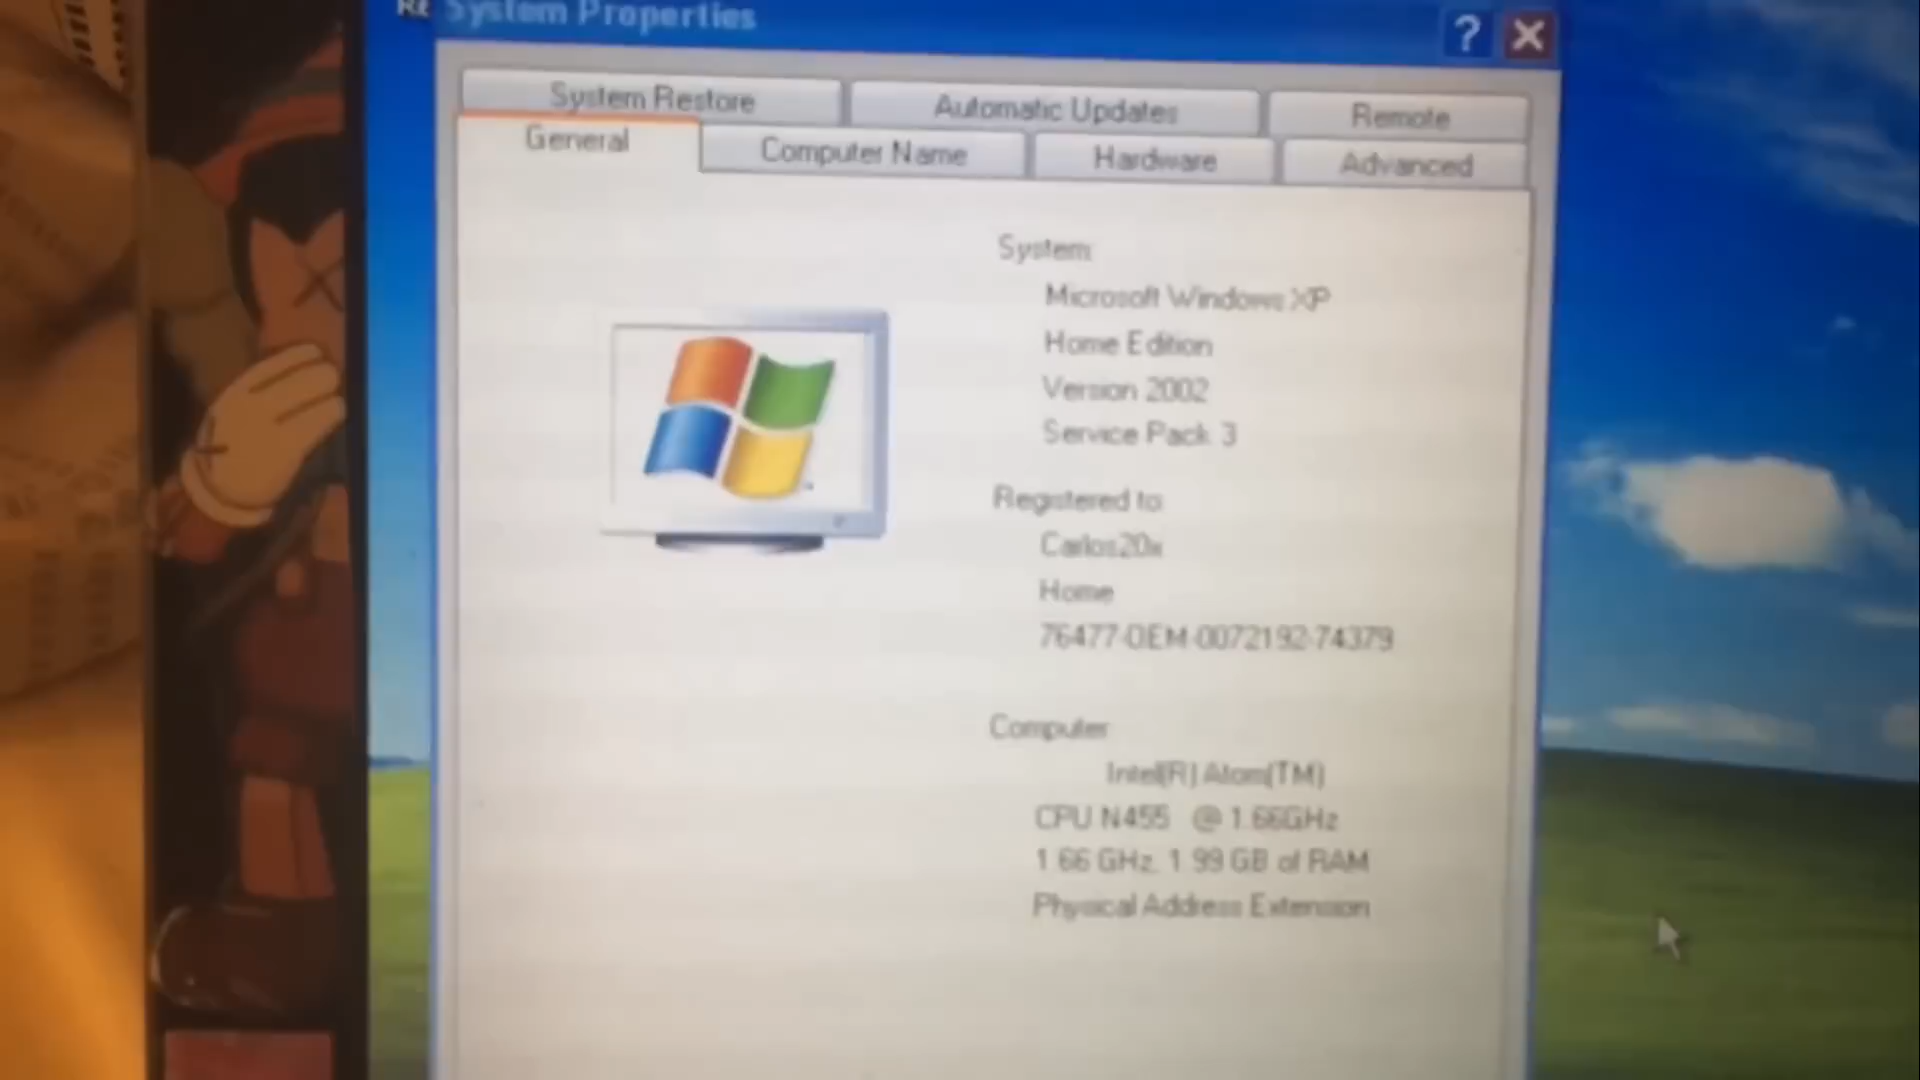 System Properties
System Restore
Automatic Updates
Remote
General
Computer Name
Hardware
Advanced
System:
Microsoft Windows XP
Home Edition
Version 2002
Service Pack 3
Registered to:
Carlos20x
Home
76477-OEM-0072192-74379
Computer:
Intel(R) Atom(TM)
CPU N455 @ 1.66GHz
1.66 GHz, 1.99 GB of RAM
Physical Address Extension